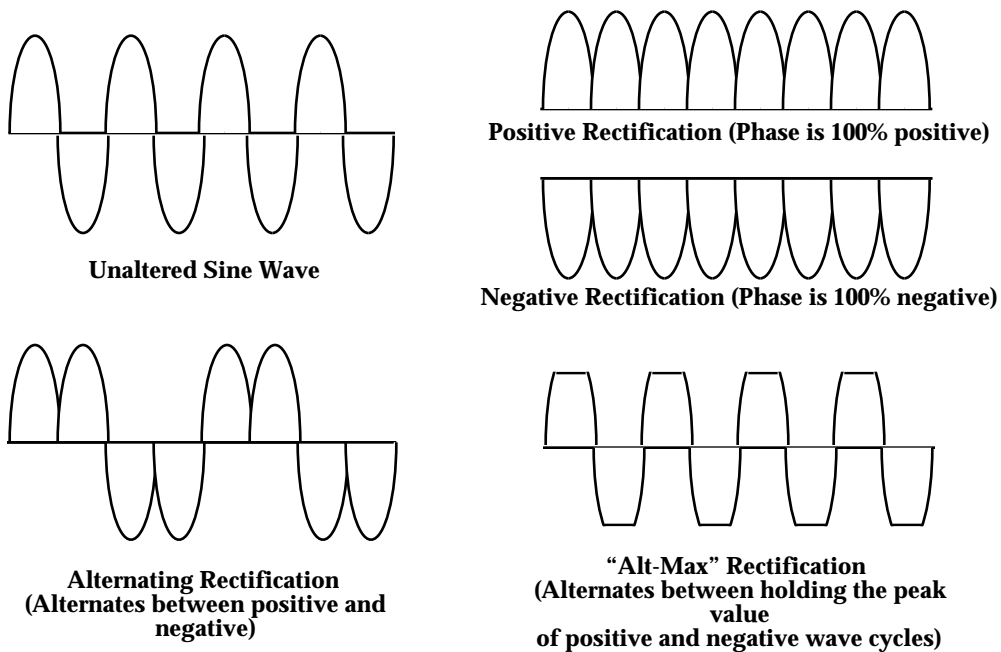 Unaltered Sine Wave
Positive Rectification (Phase is 100% positive)
Negative Rectification (Phase is 100% negative)
Alternating Rectification
(Alternates between positive and
negative)
“Alt-Max” Rectification
(Alternates between holding the peak
value
of positive and negative wave cycles)